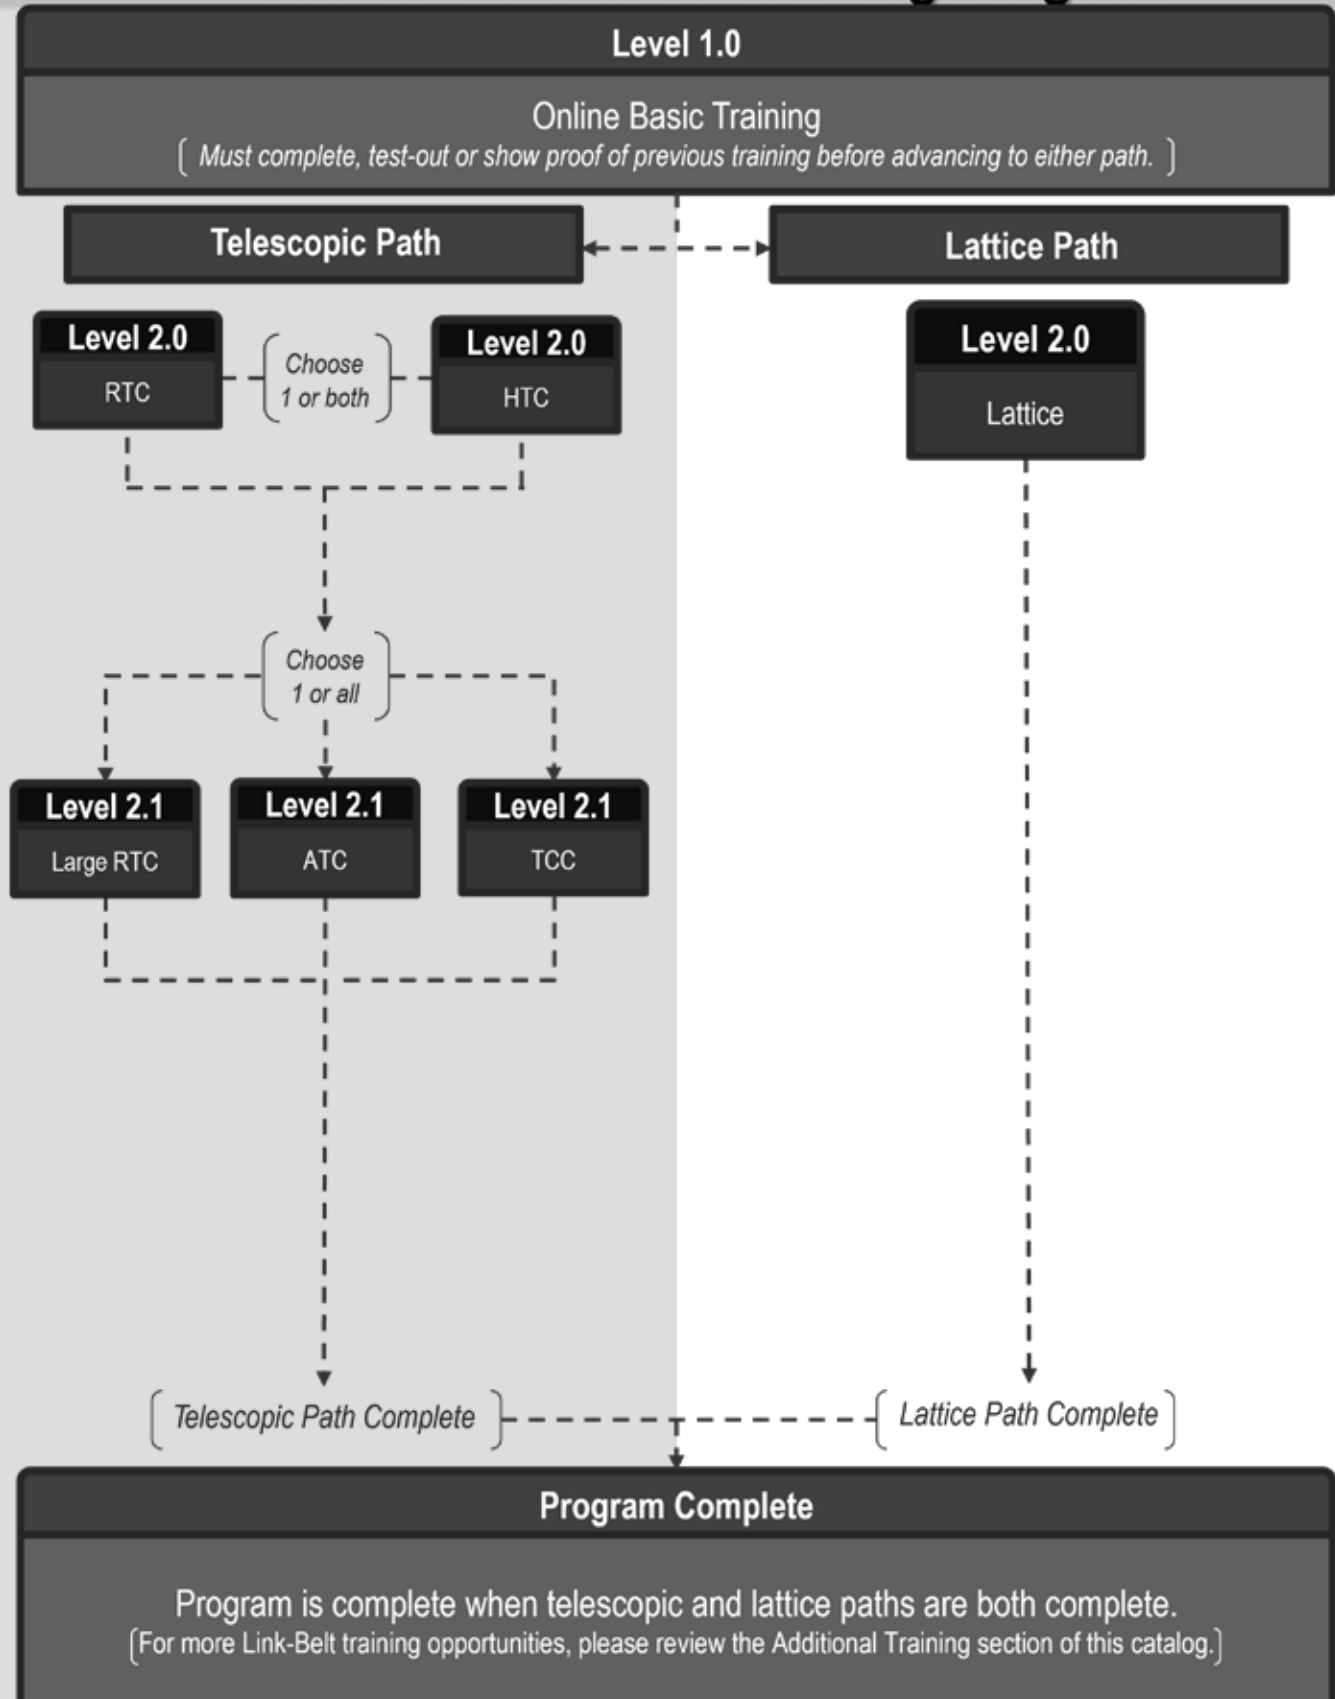 Level 1.0
Online Basic Training
[ Must complete, test-out or show proof of previous training before advancing to either path. ]
Telescopic Path
Lattice Path
Level 2.0
RTC
Choose
1 or both
Level 2.0
HTC
Level 2.0
Lattice
Choose
1 or all
Level 2.1
Large RTC
Level 2.1
ATC
Level 2.1
TCC
[ Telescopic Path Complete ]
[ Lattice Path Complete ]
Program Complete
Program is complete when telescopic and lattice paths are both complete.
[For more Link-Belt training opportunities, please review the Additional Training section of this catalog.]